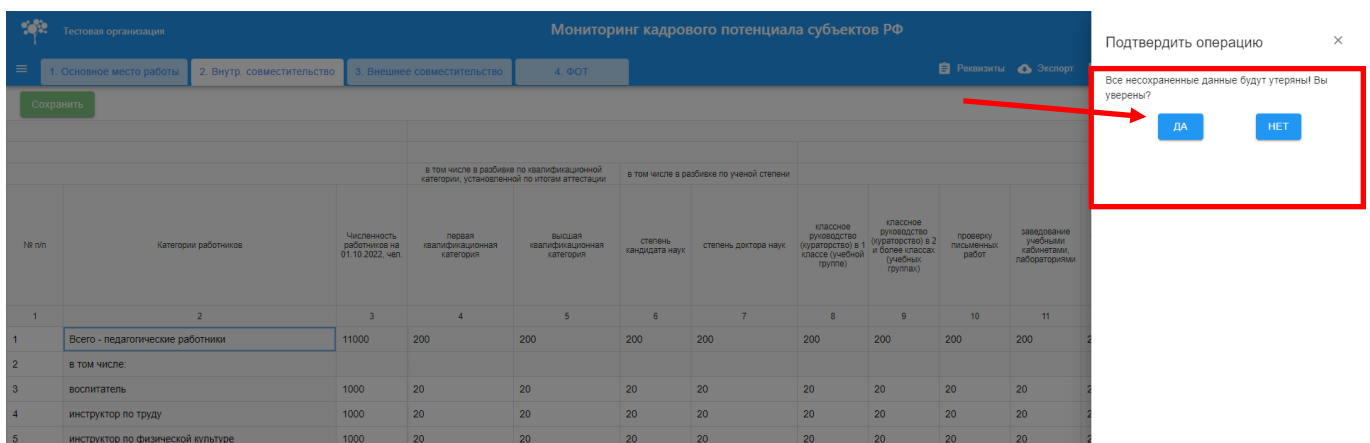 Тестовая организация
Мониторинг кадрового потенциала субъектов РФ
Подтвердить операцию
1. Основное место работы
2. Внутр. совместительство
3. Внешнее совместительство
4. ФОТ
Реквизиты
Экспорт
Все несохраненные данные будут утеряны! Вы
уверены?
ДА
НЕТ
Сохранить
в том числе в разбивке по квалификационной
категории, установленной по итогам аттестации
в том числе в разбивке по ученой степени
№ п/п
Категории работников
Численность
работников на
01.10.2022, чел.
первая
квалификационная
категория
высшая
квалификационная
категория
степень
кандидата наук
степень доктора наук
классное
руководство
(кураторство) в 1
классе (учебной
группе)
классное
руководство
(кураторство) в 2
и более классах
(учебных
группах)
проверку
письменных
работ
заведование
учебными
кабинетами,
лабораториями
1 2 3 4 5 6 7 8 9 10 11
1 Всего - педагогические работники 11000 200 200 200 200 200 200 200 200 2
2 в том числе:
3 воспитатель 1000 20 20 20 20 20 20 20 20 2
4 инструктор по труду 1000 20 20 20 20 20 20 20 20 2
5 инструктор по физической культуре 1000 20 20 20 20 20 20 20 20 2